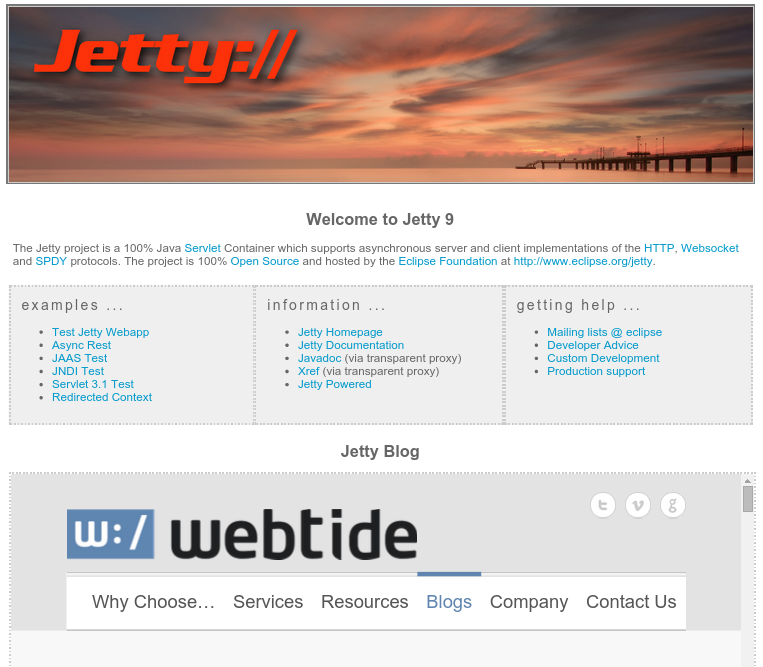 Jetty://
Welcome to Jetty 9
The Jetty project is a 100% Java Servlet Container which supports asynchronous server and client implementations of the HTTP, Websocket
and SPDY protocols. The project is 100% Open Source and hosted by the Eclipse Foundation at http://www.eclipse.org/jetty.
examples ...
Test Jetty Webapp
Async Rest
JAAS Test
JNDI Test
Servlet 3.1 Test
Redirected Context
information ...
Jetty Homepage
Jetty Documentation
Javadoc (via transparent proxy)
Xref (via transparent proxy)
Jetty Powered
getting help ...
Mailing lists @ eclipse
Developer Advice
Custom Development
Production support
Jetty Blog
w:/ webtide
Why Choose... Services Resources Blogs Company Contact Us